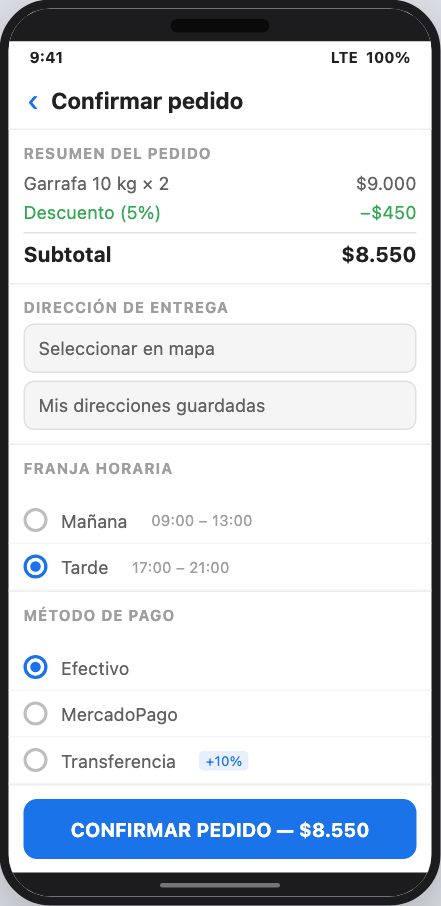 9:41 LTE 100%
‹ Confirmar pedido
RESUMEN DEL PEDIDO
Garrafa 10 kg × 2 $9.000
Descuento (5%) –$450
Subtotal $8.550
DIRECCIÓN DE ENTREGA
Seleccionar en mapa
Mis direcciones guardadas
FRANJA HORARIA
Mañana 09:00 – 13:00
Tarde 17:00 – 21:00
MÉTODO DE PAGO
Efectivo
MercadoPago
Transferencia +10%
CONFIRMAR PEDIDO — $8.550